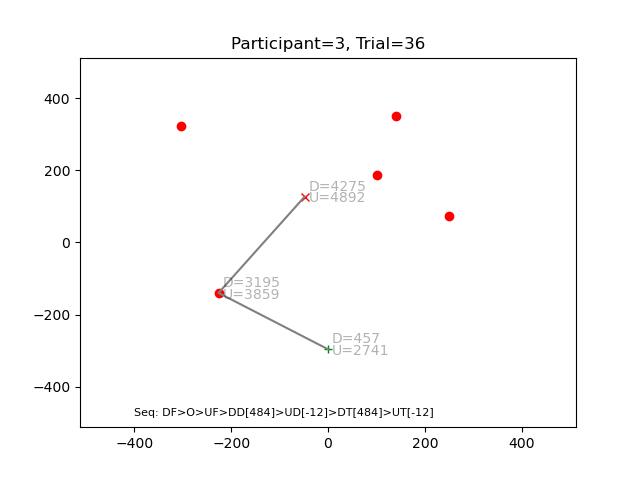 Participant=3, Trial=36
400
200
0
−200
−400
D=4275
U=4892
D=3195
U=3859
D=457
U=2741
Seq: DF>O>UF>DD[484]>UD[-12]>DT[484]>UT[-12]
−400
−200
0
200
400